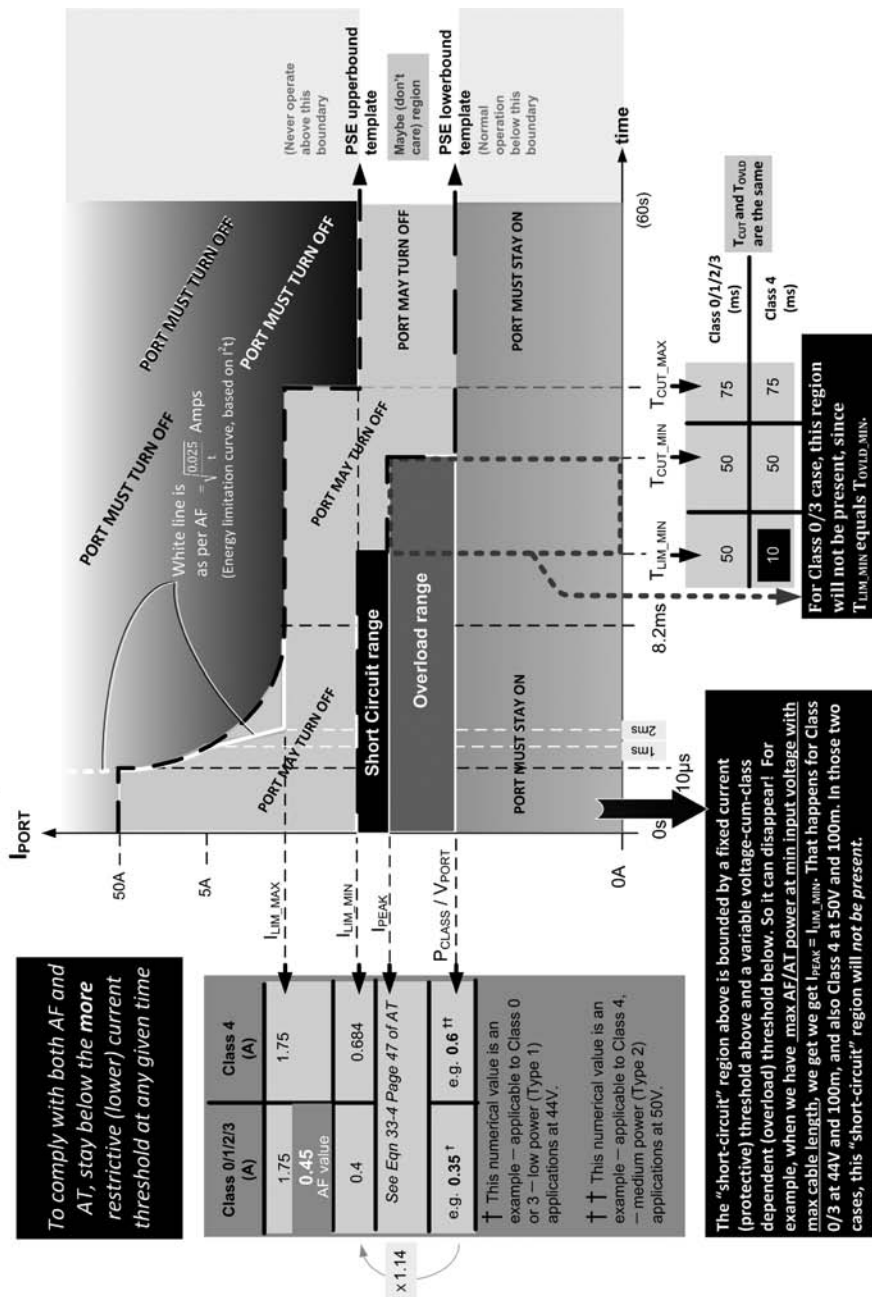 To comply with both AF and
AT, stay below the more
restrictive (lower) current
threshold at any given time
Class 0/1/2/3
(A)
Class 4
(A)
1.75
1.75
0.45
AF value
0.4
0.684
See Eqn 33-4 Page 47 of AT
e.g. 0.35 †
e.g. 0.6 ††
x 1.14
† This numerical value is an
example – applicable to Class 0
or 3 – low power (Type 1)
applications at 44V.
†† This numerical value is an
example – applicable to Class 4,
– medium power (Type 2)
applications at 50V.
IPORT
50A
5A
ILIM_MAX
ILIM_MIN
IPEAK
PCLASS / VPORT
0A
PORT MUST TURN OFF
PORT MUST TURN OFF
PORT MUST TURN OFF
White line is
as per AF = √0.025/t Amps
(Energy limitation curve, based on I²t)
PORT MAY TURN OFF
PORT MAY TURN OFF
PORT MAY TURN OFF
Short Circuit range
Overload range
PORT MUST STAY ON
PORT MUST STAY ON
(Never operate
above this
boundary
PSE upperbound
template
Maybe (don't
care) region
PSE lowerbound
template
(Normal
operation
below this
boundary
time
0s
10µs
1ms
2ms
8.2ms
TLIM_MIN
TCUT_MIN
TCUT_MAX
(60s)
50
50
75
Class 0/1/2/3
(ms)
10
50
75
Class 4
(ms)
TCUT and TOVLD
are the same
The "short-circuit" region above is bounded by a fixed current
(protective) threshold above and a variable voltage-cum-class
dependent (overload) threshold below. So it can disappear! For
example, when we have max AF/AT power at min input voltage with
max cable length, we get we get IPEAK = ILIM_MIN. That happens for Class
0/3 at 44V and 100m, and also Class 4 at 50V and 100m. In those two
cases, this "short-circuit" region will not be present.
For Class 0/3 case, this region
will not be present, since
TLIM_MIN equals TOVLD_MIN.